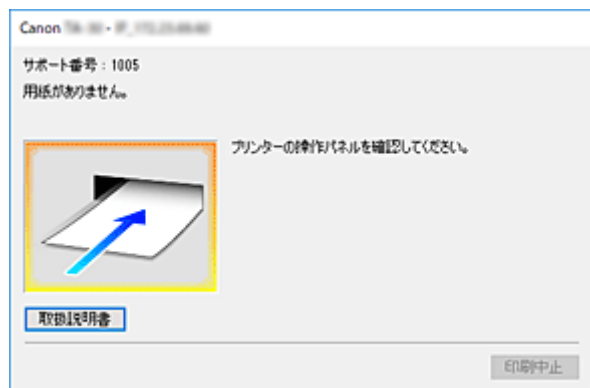 Canon
サポート番号：1005
用紙がありません。
プリンターの操作パネルを確認してください。
取扱説明書
印刷中止